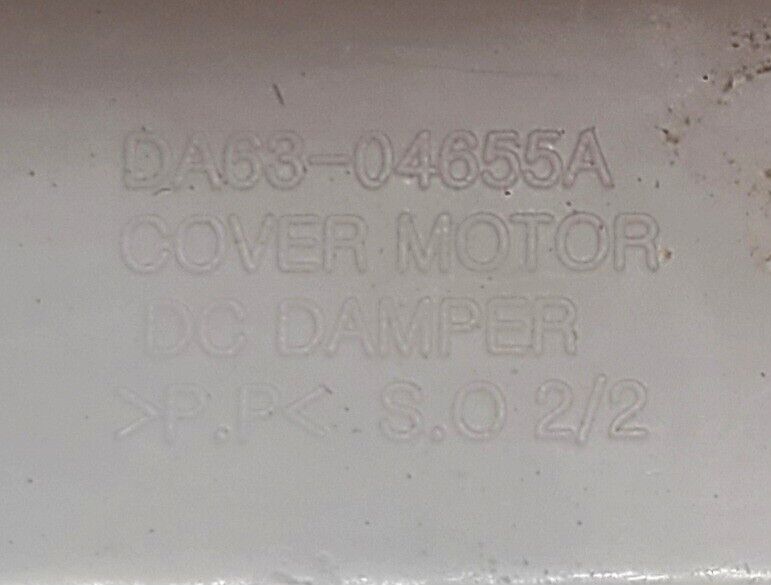 DA63-04655A
COVER MOTOR
DC DAMPER
>P.P< S.O 2/2